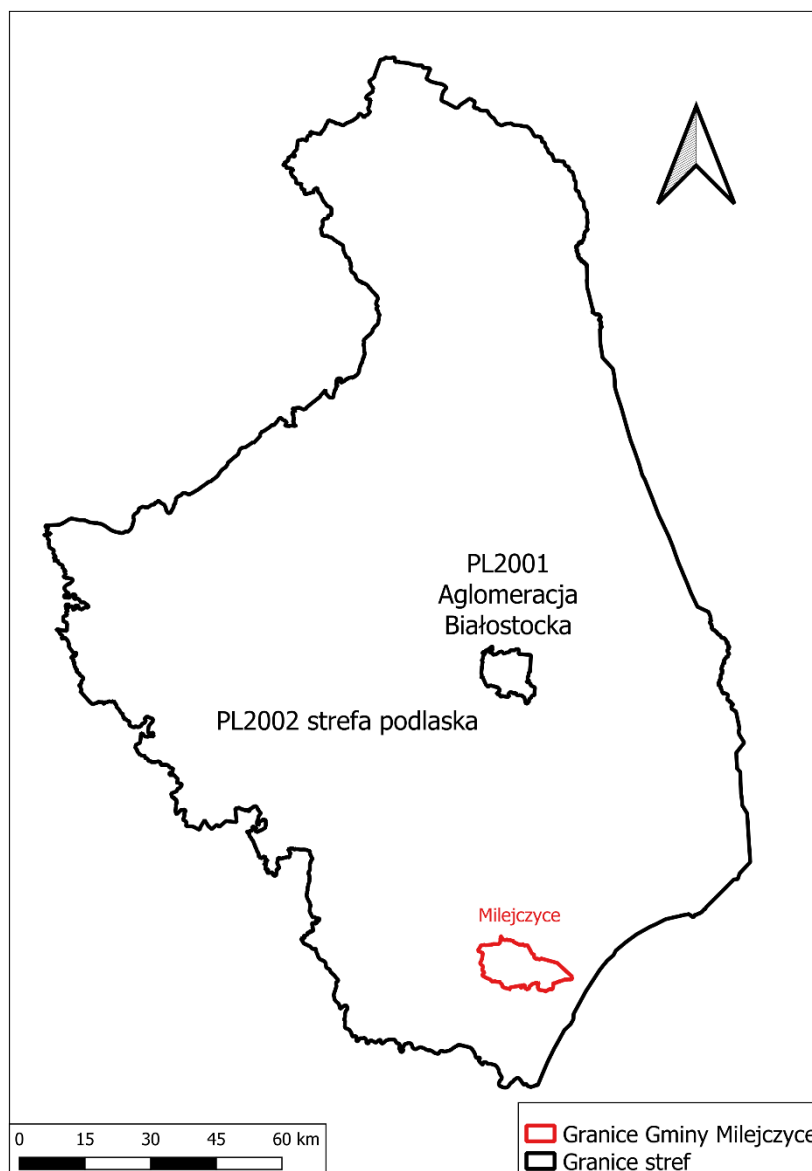 PL2001
Aglomeracja
Białostocka
PL2002 strefa podlaska
Milejczyce
0 15 30 45 60 km
Granice Gminy Milejczyce
Granice stref